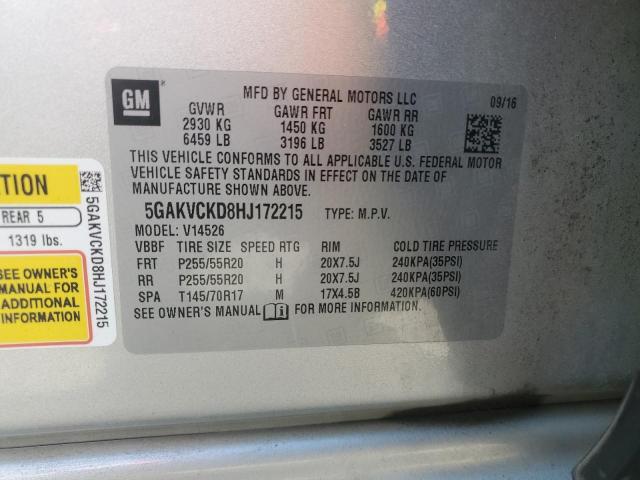 GM
MFD BY GENERAL MOTORS LLC 09/16
GVWR GAWR FRT GAWR RR
2930 KG 1450 KG 1600 KG
6459 LB 3196 LB 3527 LB
THIS VEHICLE CONFORMS TO ALL APPLICABLE U.S. FEDERAL MOTOR
VEHICLE SAFETY STANDARDS IN EFFECT ON THE DATE OF
MANUFACTURE SHOWN ABOVE.
5GAKVCKD8HJ172215 TYPE: M.P.V.
MODEL: V14526
VBBF TIRE SIZE SPEED RTG RIM COLD TIRE PRESSURE
FRT P255/55R20 H 20X7.5J 240KPA(35PSI)
RR P255/55R20 H 20X7.5J 240KPA(35PSI)
SPA T145/70R17 M 17X4.5B 420KPA(60PSI)
SEE OWNER'S MANUAL FOR MORE INFORMATION
TION
REAR 5
1319 lbs.
SEE OWNER'S
MANUAL FOR
ADDITIONAL
INFORMATION
5GAKVCKD8HJ172215